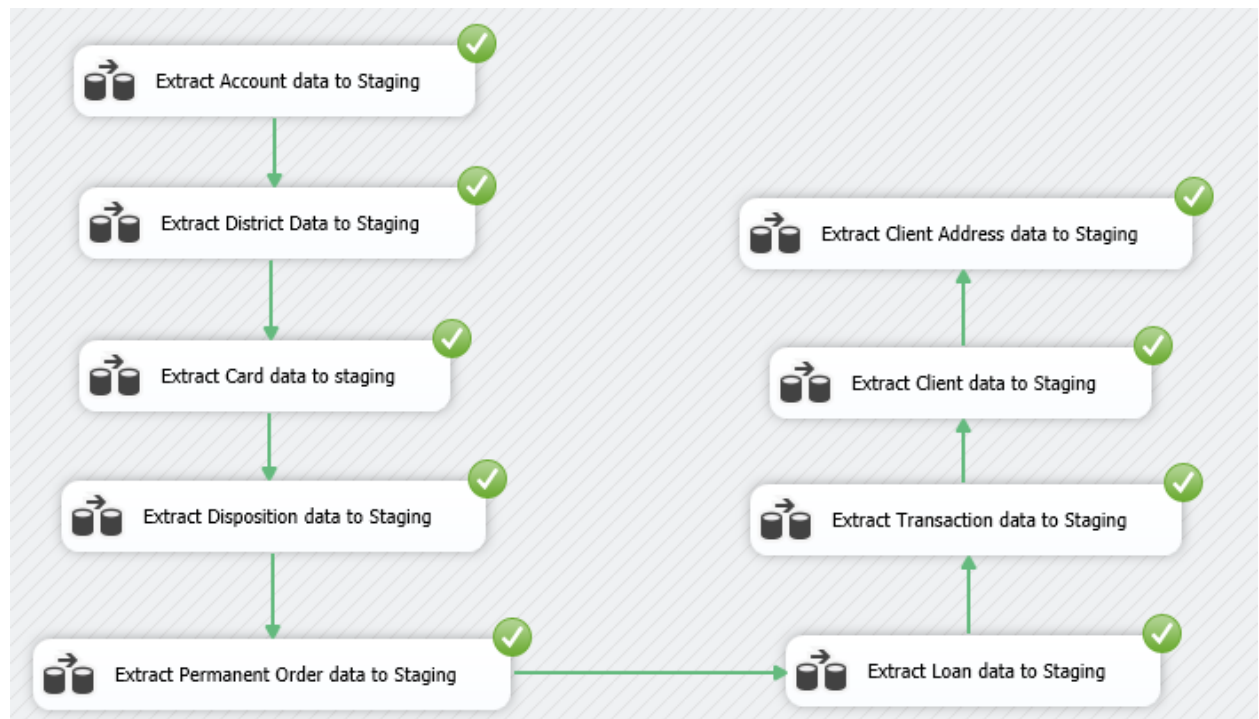 Extract Account data to Staging
Extract District Data to Staging
Extract Card data to staging
Extract Disposition data to Staging
Extract Permanent Order data to Staging
Extract Loan data to Staging
Extract Transaction data to Staging
Extract Client data to Staging
Extract Client Address data to Staging